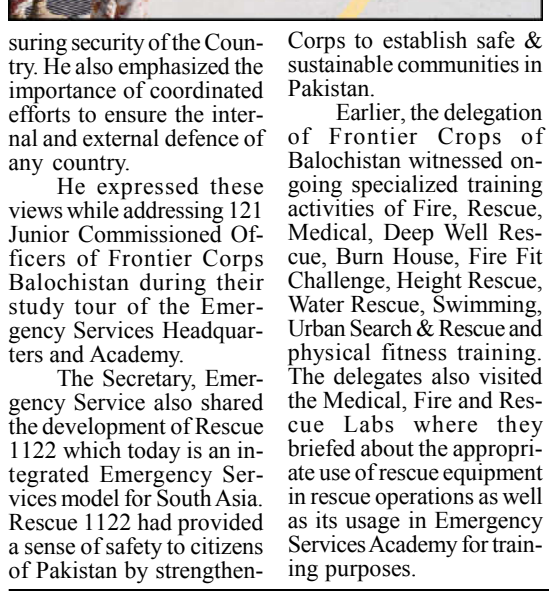 suring security of the Coun-
try. He also emphasized the
importance of coordinated
efforts to ensure the inter-
nal and external defence of
any country.
He expressed these
views while addressing 121
Junior Commissioned Of-
ficers of Frontier Corps
Balochistan during their
study tour of the Emer-
gency Services Headquar-
ters and Academy.
The Secretary, Emer-
gency Service also shared
the development of Rescue
1122 which today is an in-
tegrated Emergency Ser-
vices model for South Asia.
Rescue 1122 had provided
a sense of safety to citizens
of Pakistan by strengthen-
Corps to establish safe &
sustainable communities in
Pakistan.
Earlier, the delegation
of Frontier Crops of
Balochistan witnessed on-
going specialized training
activities of Fire, Rescue,
Medical, Deep Well Res-
cue, Burn House, Fire Fit
Challenge, Height Rescue,
Water Rescue, Swimming,
Urban Search & Rescue and
physical fitness training.
The delegates also visited
the Medical, Fire and Res-
cue Labs where they
briefed about the appropri-
ate use of rescue equipment
in rescue operations as well
as its usage in Emergency
Services Academy for train-
ing purposes.